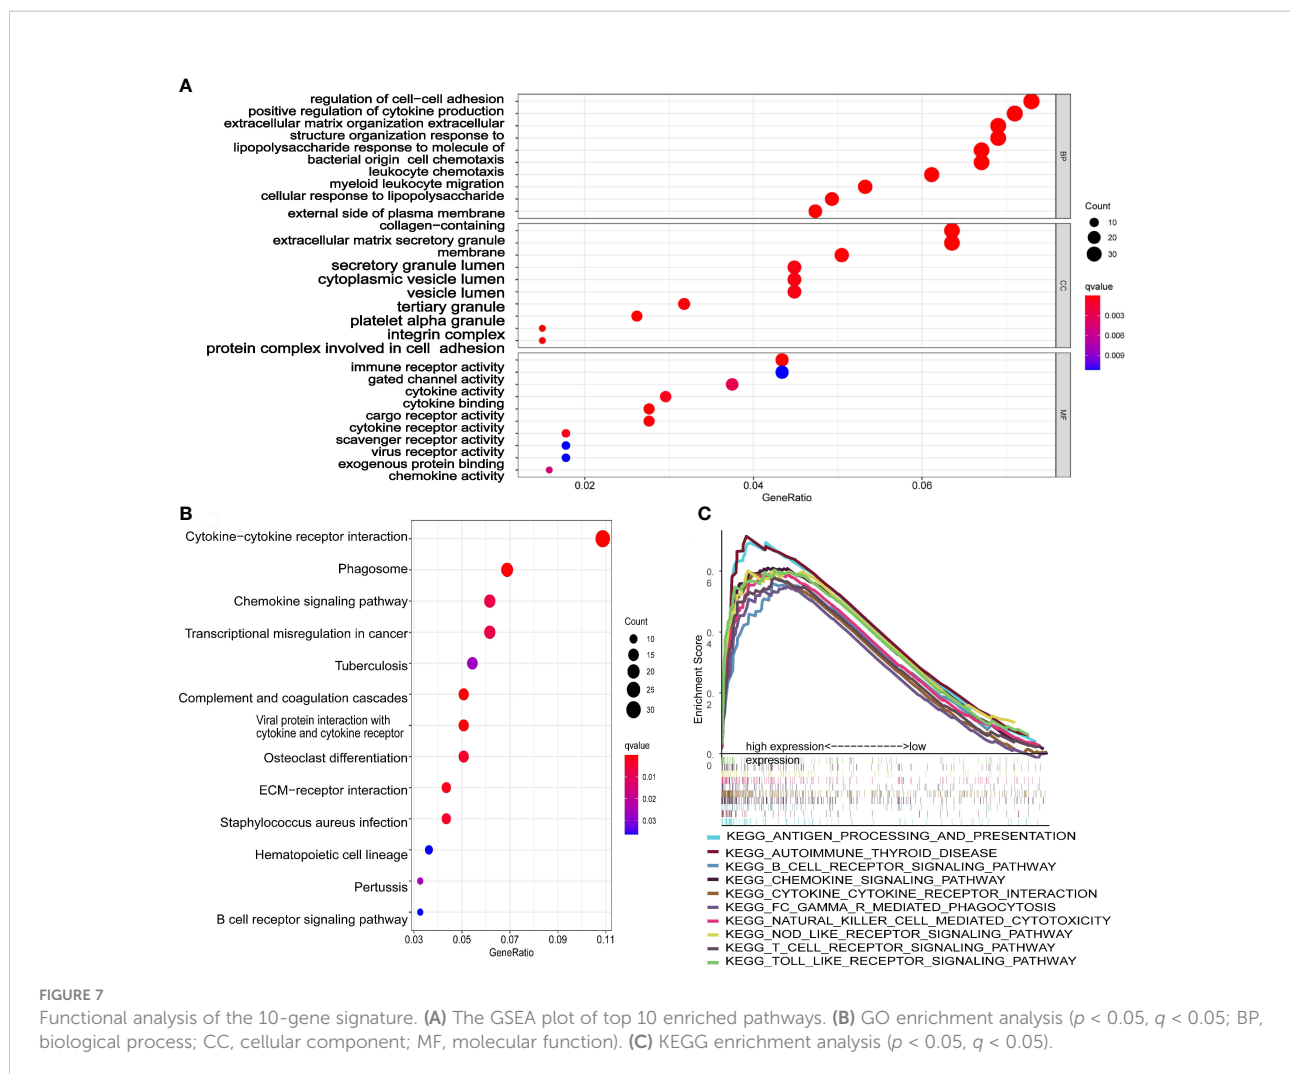 A
regulation of cell−cell adhesion
positive regulation of cytokine production
extracellular matrix organization extracellular
structure organization response to
lipopolysaccharide response to molecule of
bacterial origin cell chemotaxis
leukocyte chemotaxis
myeloid leukocyte migration
cellular response to lipopolysaccharide
external side of plasma membrane
collagen-containing
extracellular matrix secretory granule
membrane
secretory granule lumen
cytoplasmic vesicle lumen
vesicle lumen
tertiary granule
platelet alpha granule
integrin complex
protein complex involved in cell adhesion
immune receptor activity
gated channel activity
cytokine activity
cytokine binding
cargo receptor activity
cytokine receptor activity
scavenger receptor activity
virus receptor activity
exogenous protein binding
chemokine activity
BP
CC
MF
0.02
0.04
0.06
GeneRatio
Count
10
20
30
qvalue
0.003
0.006
0.009
B
Cytokine−cytokine receptor interaction
Phagosome
Chemokine signaling pathway
Transcriptional misregulation in cancer
Tuberculosis
Complement and coagulation cascades
Viral protein interaction with
cytokine and cytokine receptor
Osteoclast differentiation
ECM−receptor interaction
Staphylococcus aureus infection
Hematopoietic cell lineage
Pertussis
B cell receptor signaling pathway
0.03
0.05
0.07
0.09
0.11
GeneRatio
Count
10
15
20
25
30
qvalue
0.01
0.02
0.03
C
Enrichment Score
0.
6
0.
4
0.
2
0.
0
high expression<------------>low
expression
KEGG_ANTIGEN_PROCESSING_AND_PRESENTATION
KEGG_AUTOIMMUNE_THYROID_DISEASE
KEGG_B_CELL_RECEPTOR_SIGNALING_PATHWAY
KEGG_CHEMOKINE_SIGNALING_PATHWAY
KEGG_CYTOKINE_CYTOKINE_RECEPTOR_INTERACTION
KEGG_FC_GAMMA_R_MEDIATED_PHAGOCYTOSIS
KEGG_NATURAL_KILLER_CELL_MEDIATED_CYTOTOXICITY
KEGG_NOD_LIKE_RECEPTOR_SIGNALING_PATHWAY
KEGG_T_CELL_RECEPTOR_SIGNALING_PATHWAY
KEGG_TOLL_LIKE_RECEPTOR_SIGNALING_PATHWAY
FIGURE 7
Functional analysis of the 10-gene signature. (A) The GSEA plot of top 10 enriched pathways. (B) GO enrichment analysis (p < 0.05, q < 0.05; BP,
biological process; CC, cellular component; MF, molecular function). (C) KEGG enrichment analysis (p < 0.05, q < 0.05).